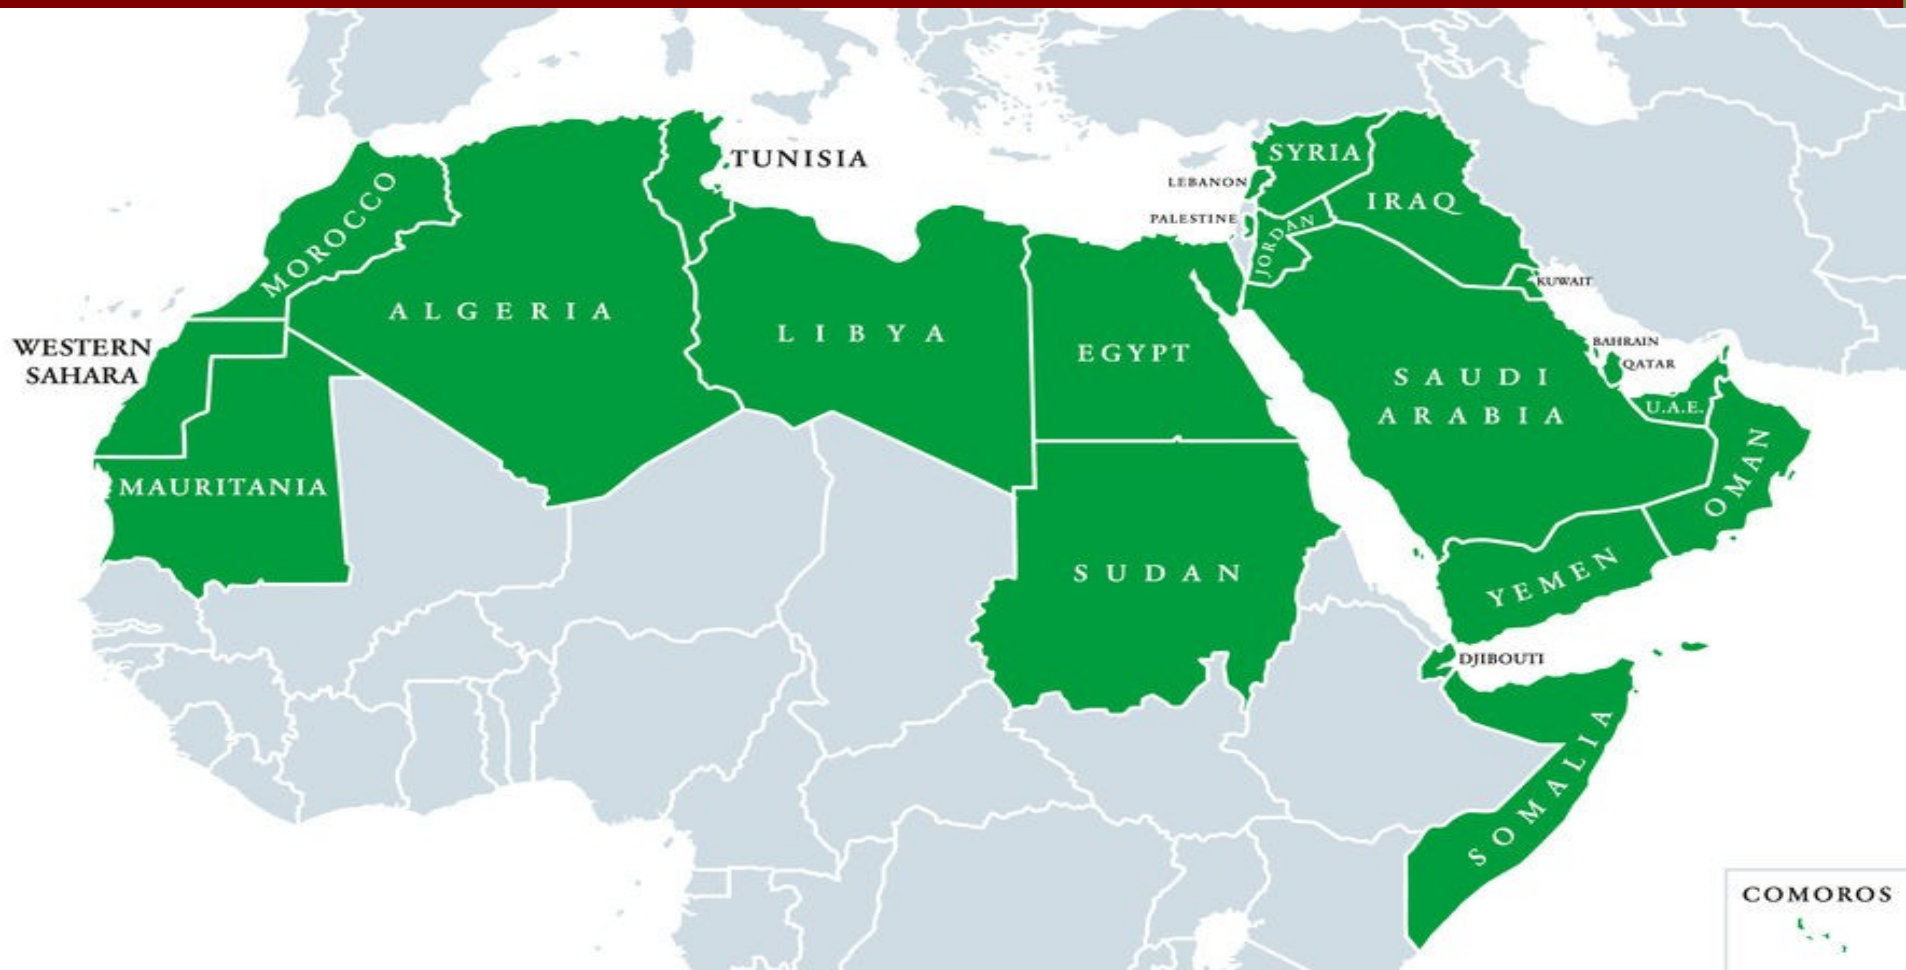 TUNISIA
SYRIA
LEBANON
IRAQ
MOROCCO
PALESTINE
JORDAN
KUWAIT
ALGERIA
LIBYA
EGYPT
BAHRAIN
QATAR
WESTERN
SAHARA
SAUDI
ARABIA
U.A.E.
OMAN
MAURITANIA
SUDAN
YEMEN
DJIBOUTI
SOMALIA
COMOROS